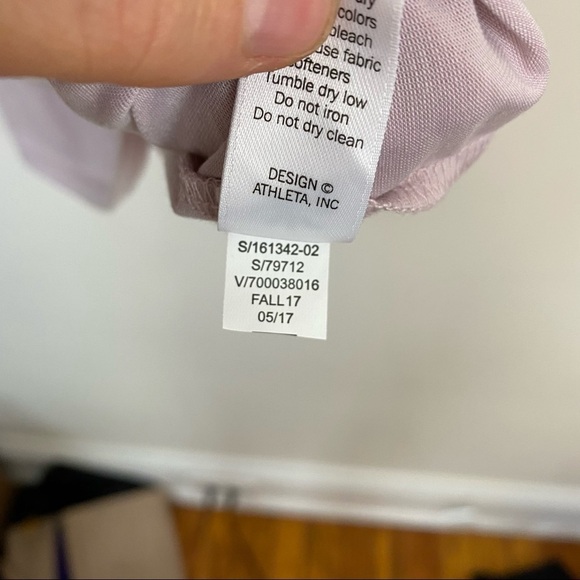 colors
bleach
use fabric
softeners
Tumble dry low
Do not iron
Do not dry clean
DESIGN ©
ATHLETA, INC
S/161342-02
S/79712
V/700038016
FALL17
05/17